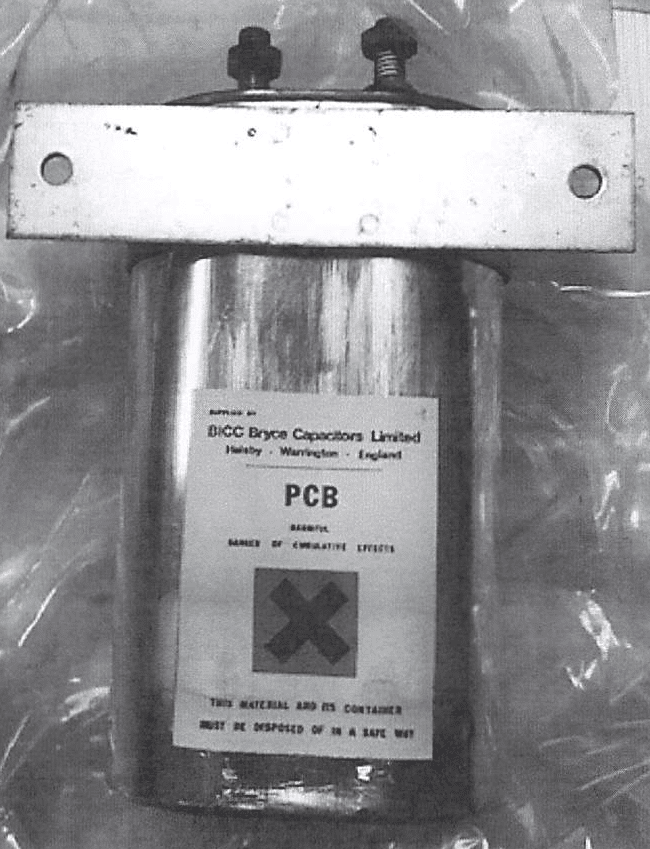 SUPPLIED BY
BICC Bryce Capacitors Limited
Helsby - Warrington - England
PCB
HARMFUL
DANGER OF CUMULATIVE EFFECTS
THIS MATERIAL AND ITS CONTAINER
MUST BE DISPOSED OF IN A SAFE WAY